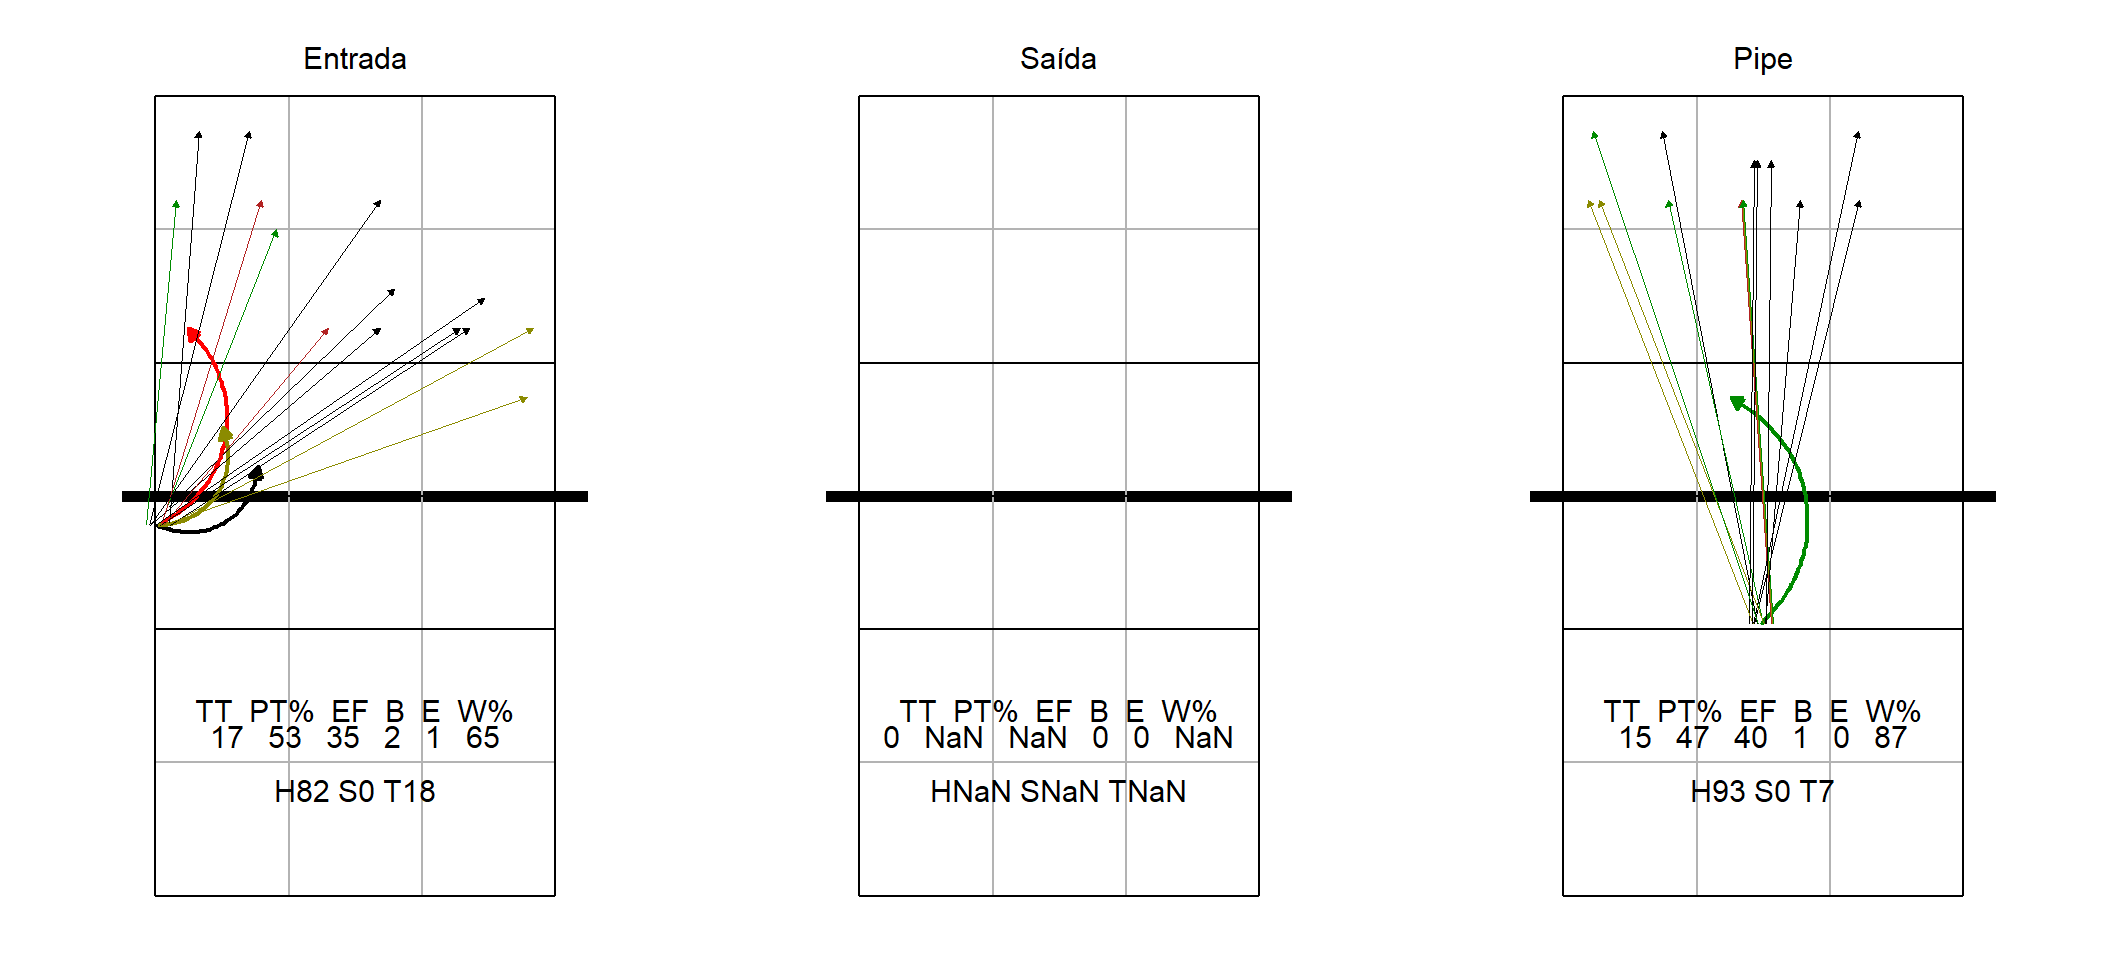 Entrada
TT PT% EF B E W%
17 53 35 2 1 65
H82 S0 T18
Saída
TT PT% EF B E W%
0 NaN NaN 0 0 NaN
HNaN SNaN TNaN
Pipe
TT PT% EF B E W%
15 47 40 1 0 87
H93 S0 T7